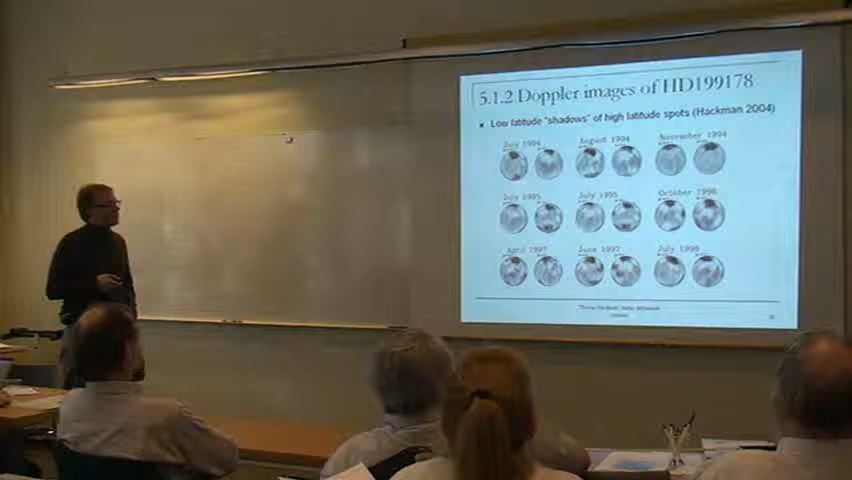 5.1.2 Doppler images of HD199178
Low latitude "shadows" of high latitude spots (Hackman 2004)
July 1994 August 1994 November 1994
July 1995 July 1995 October 1996
April 1997 June 1997 July 1998